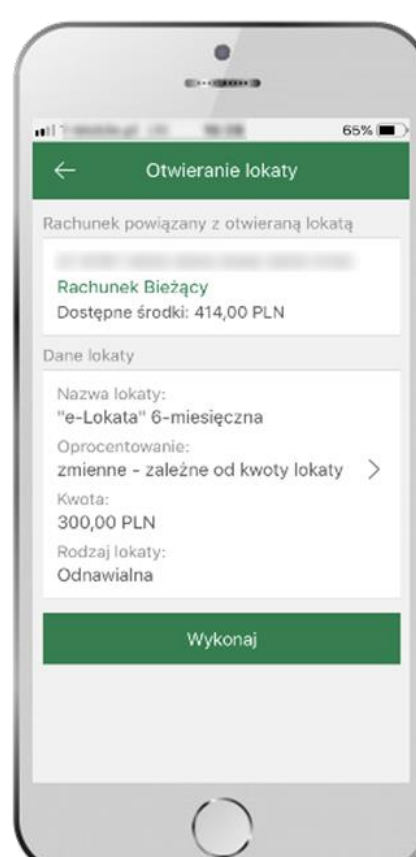 65%
Otwieranie lokaty
Rachunek powiązany z otwieraną lokatą
Rachunek Bieżący
Dostępne środki: 414,00 PLN
Dane lokaty
Nazwa lokaty:
"e-Lokata" 6-miesięczna
Oprocentowanie:
zmienne - zależne od kwoty lokaty
Kwota:
300,00 PLN
Rodzaj lokaty:
Odnawialna
Wykonaj